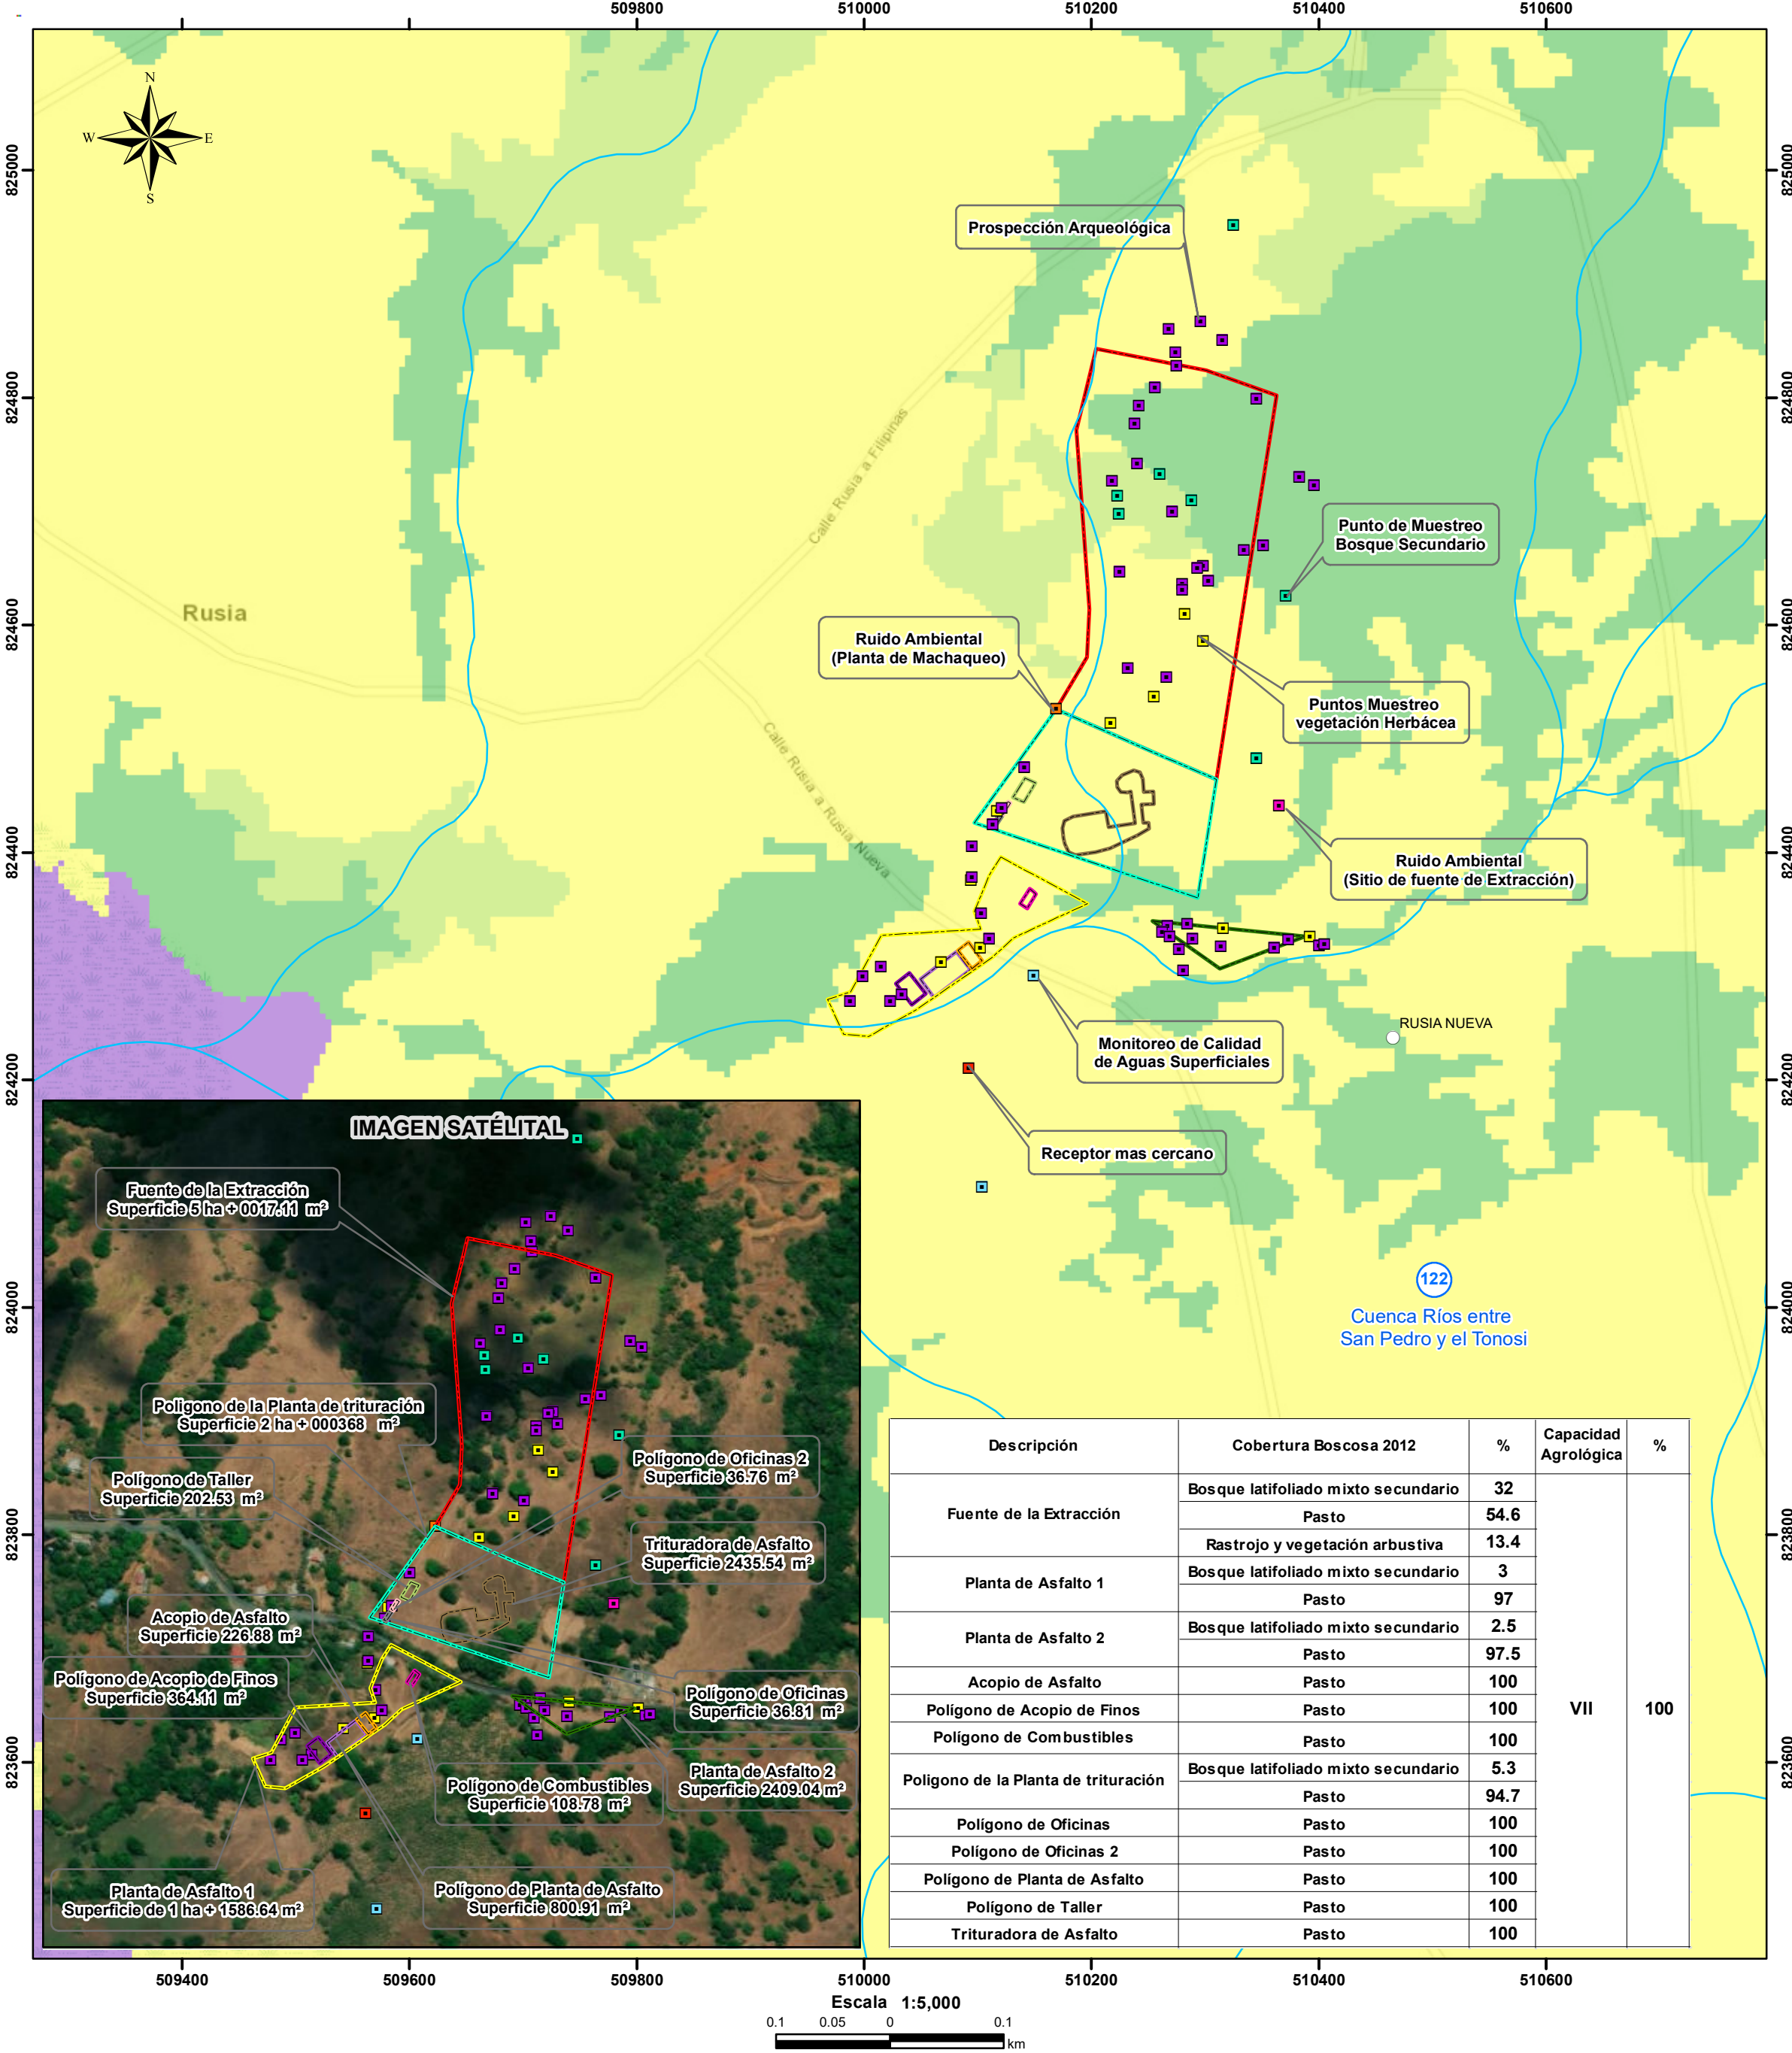 509800
510000
510200
510400
510600
N
W
E
S
825000
825000
Prospección Arqueológica
824800
824800
Calle Rusia a Filipinas
Punto de Muestreo
Bosque Secundario
Rusia
824600
824600
Ruido Ambiental
(Planta de Machaqueo)
Puntos Muestreo
vegetación Herbácea
Calle Rusia a Rusia Nueva
824400
824400
Ruido Ambiental
(Sitio de fuente de Extracción)
RUSIA NUEVA
Monitoreo de Calidad
de Aguas Superficiales
824200
824200
Receptor mas cercano
122
Cuenca Ríos entre
San Pedro y el Tonosi
824000
824000
823800
823800
823600
823600
IMAGEN SATÉLITAL
Fuente de la Extracción
Superficie 5 ha + 0017.11 m²
Poligono de la Planta de trituración
Superficie 2 ha + 000368 m²
Polígono de Oficinas 2
Superficie 36.76 m²
Polígono de Taller
Superficie 202.53 m²
Trituradora de Asfalto
Superficie 2435.54 m²
Acopio de Asfalto
Superficie 226.88 m²
Polígono de Acopio de Finos
Superficie 364.11 m²
Polígono de Oficinas
Superficie 36.81 m²
Polígono de Combustibles
Superficie 108.78 m²
Planta de Asfalto 2
Superficie 2409.04 m²
Planta de Asfalto 1
Superficie de 1 ha + 1586.64 m²
Polígono de Planta de Asfalto
Superficie 800.91 m²
Descripción Cobertura Boscosa 2012 % Capacidad Agrológica %
Fuente de la Extracción Bosque latifoliado mixto secundario 32
Pasto 54.6
Rastrojo y vegetación arbustiva 13.4
Planta de Asfalto 1 Bosque latifoliado mixto secundario 3
Pasto 97
Planta de Asfalto 2 Bosque latifoliado mixto secundario 2.5
Pasto 97.5
Acopio de Asfalto Pasto 100
Polígono de Acopio de Finos Pasto 100 VII 100
Polígono de Combustibles Pasto 100
Poligono de la Planta de trituración Bosque latifoliado mixto secundario 5.3
Pasto 94.7
Polígono de Oficinas Pasto 100
Polígono de Oficinas 2 Pasto 100
Polígono de Planta de Asfalto Pasto 100
Polígono de Taller Pasto 100
Trituradora de Asfalto Pasto 100
509400
509600
509800
510000
510200
510400
510600
Escala 1:5,000
0.1 0.05 0 0.1
km